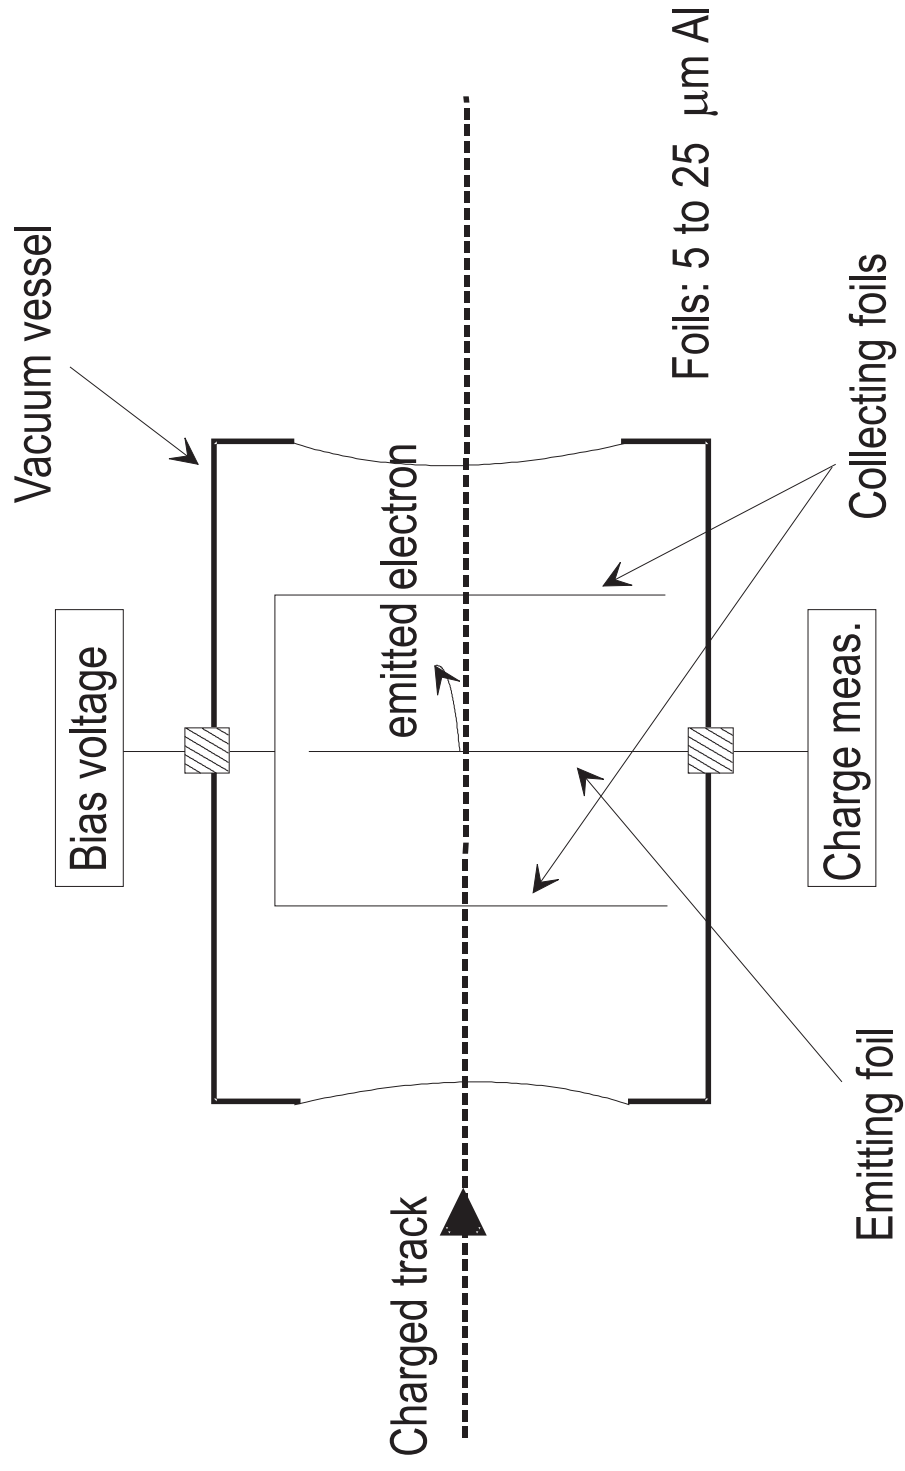 Vacuum vessel
Bias voltage
emitted electron
Charged track
Foils: 5 to 25 μm Al
Collecting foils
Charge meas.
Emitting foil